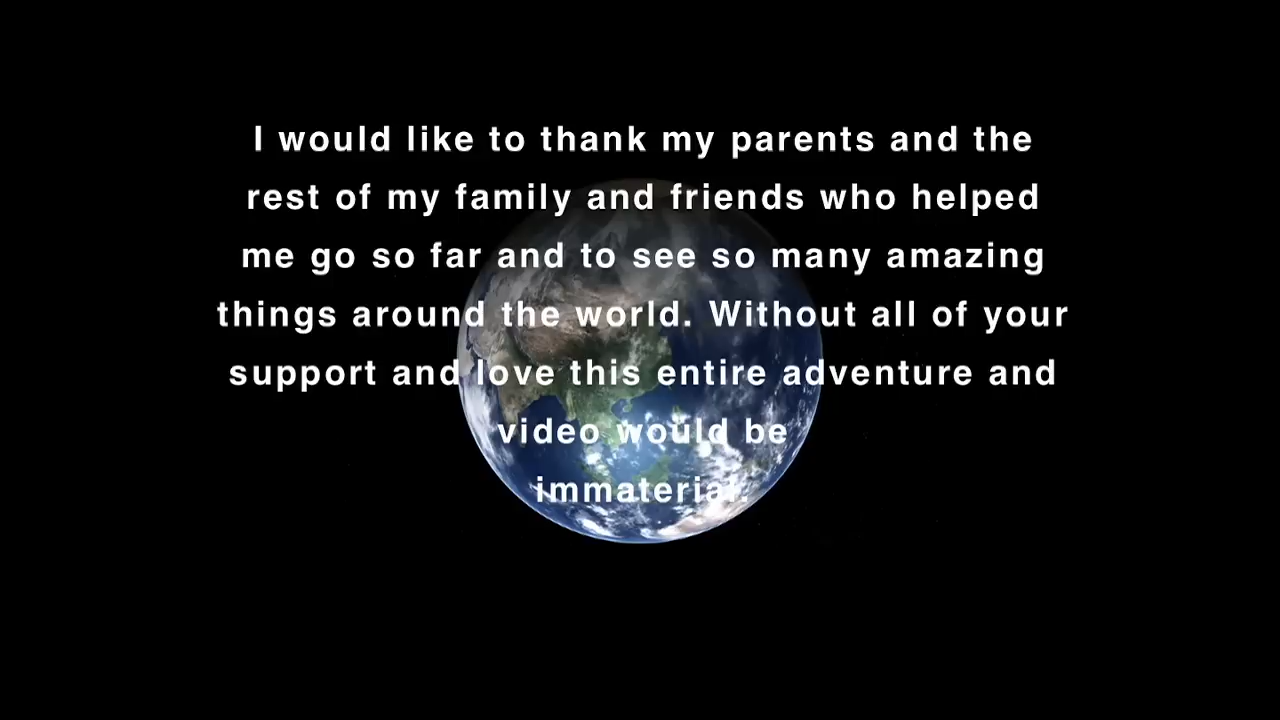 I would like to thank my parents and the
rest of my family and friends who helped
me go so far and to see so many amazing
things around the world. Without all of your
support and love this entire adventure and
video would be
immaterial.